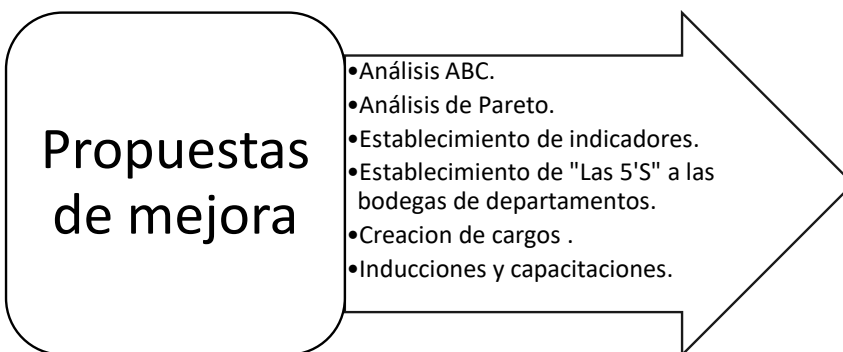 Propuestas
de mejora
•Análisis ABC.
•Análisis de Pareto.
•Establecimiento de indicadores.
•Establecimiento de "Las 5'S" a las
bodegas de departamentos.
•Creacion de cargos .
•Inducciones y capacitaciones.